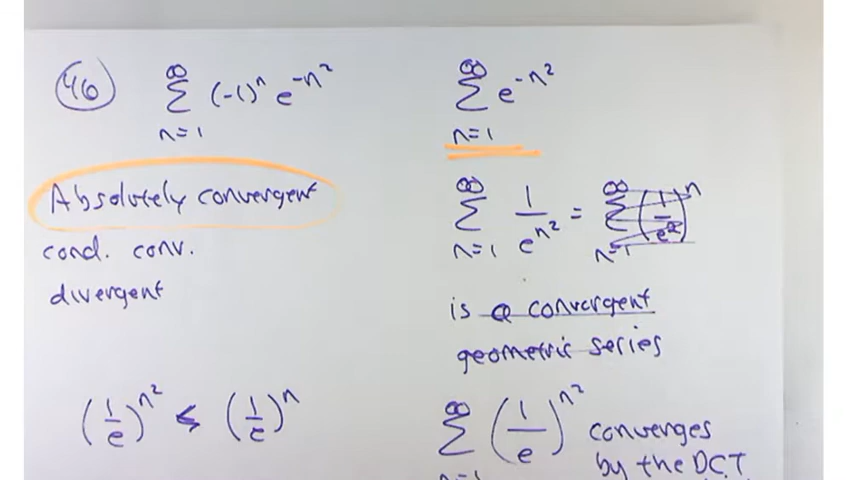 46 ∞ Σ n=1 (-1)^n e^{-n^2}
Absolutely convergent
cond. conv.
divergent
(1/e)^{n^2} ≤ (1/e)^n
∞ Σ n=1 e^{-n^2}
∞ Σ n=1 1/e^{n^2} = ∞ Σ n=1 (1/e^2)^n
is a convergent
geometric series
∞ Σ n=1 (1/e)^{n^2} converges
by the DCT